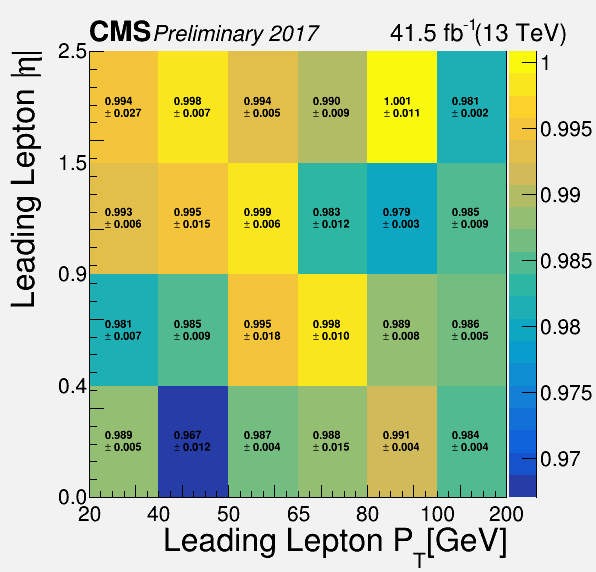 CMS Preliminary 2017 41.5 fb⁻¹(13 TeV)
Leading Lepton |η|
2.5
1.5
0.9
0.4
0.0
0.994 0.998 0.994 0.990 1.001 0.981
± 0.027 ± 0.007 ± 0.005 ± 0.009 ± 0.011 ± 0.002
0.993 0.995 0.999 0.983 0.979 0.985
± 0.006 ± 0.015 ± 0.006 ± 0.012 ± 0.003 ± 0.009
0.981 0.985 0.995 0.998 0.989 0.986
± 0.007 ± 0.009 ± 0.018 ± 0.010 ± 0.008 ± 0.005
0.989 0.967 0.987 0.988 0.991 0.984
± 0.005 ± 0.012 ± 0.004 ± 0.015 ± 0.004 ± 0.004
20 40 50 65 80 100 200
Leading Lepton P_T[GeV]
1
0.995
0.99
0.985
0.98
0.975
0.97